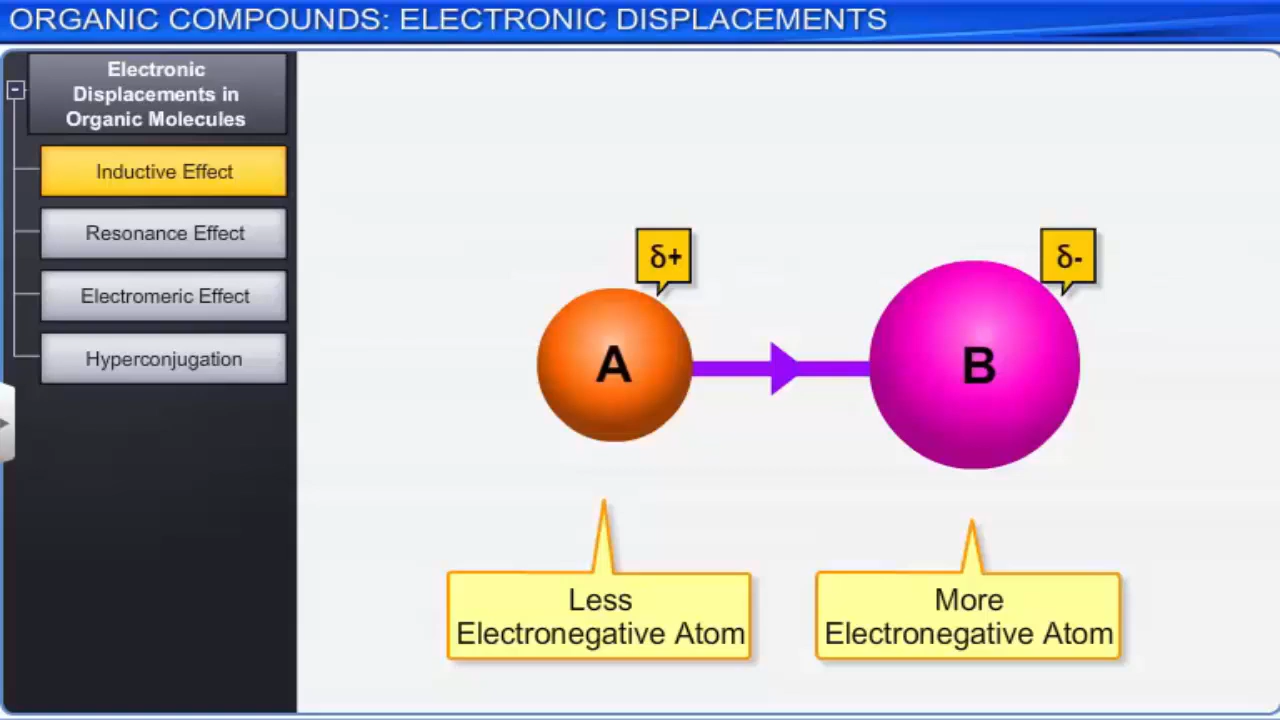 ORGANIC COMPOUNDS: ELECTRONIC DISPLACEMENTS
Electronic
Displacements in
Organic Molecules
Inductive Effect
Resonance Effect
Electromeric Effect
Hyperconjugation
δ+
δ-
A
B
Less
Electronegative Atom
More
Electronegative Atom